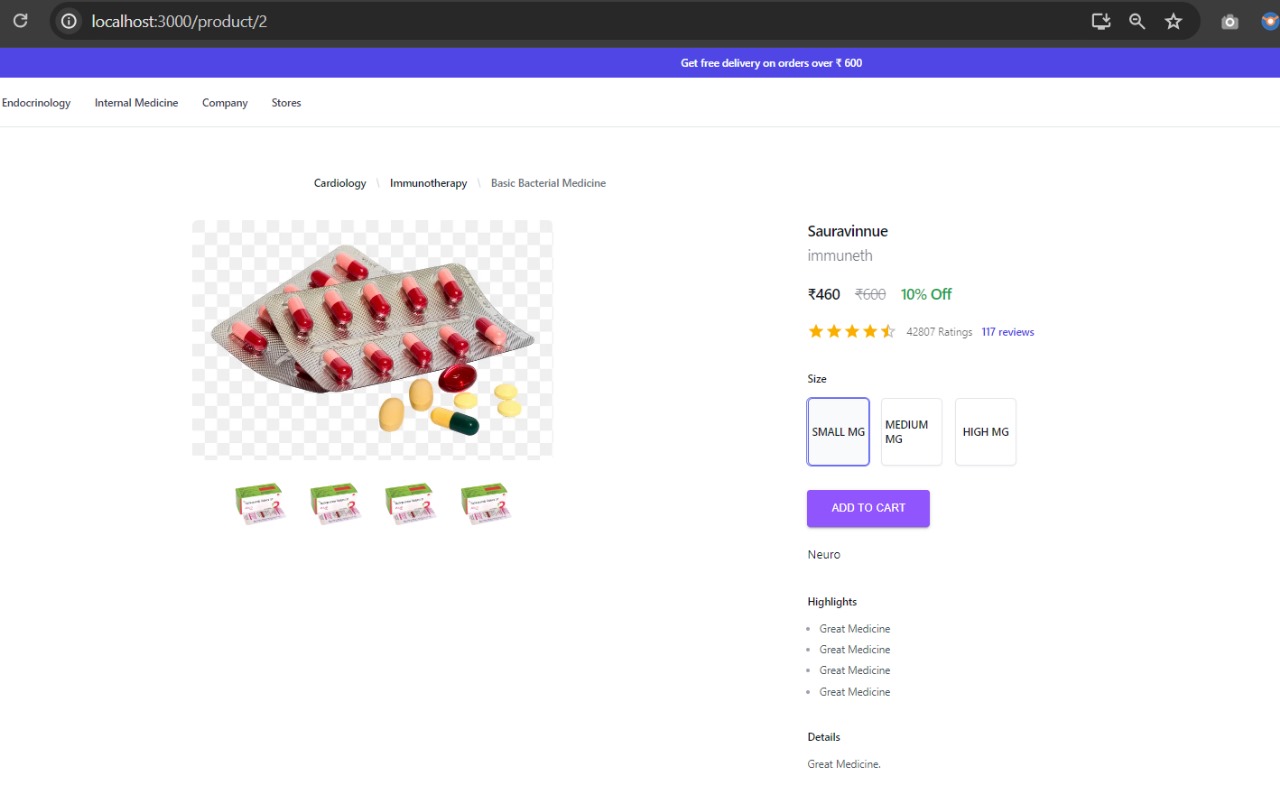 localhost:3000/product/2
Get free delivery on orders over ₹ 600
Endocrinology Internal Medicine Company Stores
Cardiology \ Immunotherapy \ Basic Bacterial Medicine
Sauravinnue
immuneth
₹460 ₹600 10% Off
42807 Ratings 117 reviews
Size
SMALL MG
MEDIUM
MG
HIGH MG
ADD TO CART
Neuro
Highlights
• Great Medicine
• Great Medicine
• Great Medicine
• Great Medicine
Details
Great Medicine.